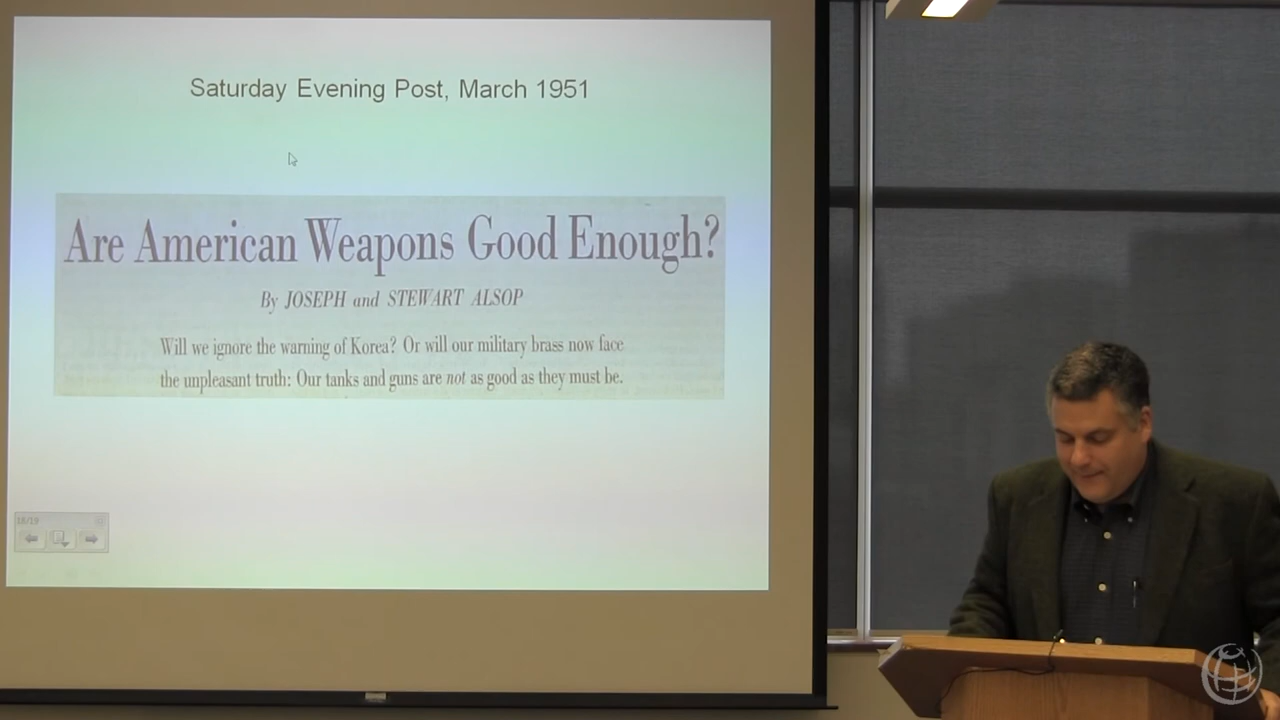 Saturday Evening Post, March 1951
Are American Weapons Good Enough?
By JOSEPH and STEWART ALSOP
Will we ignore the warning of Korea? Or will our military brass now face
the unpleasant truth: Our tanks and guns are not as good as they must be.
18/19